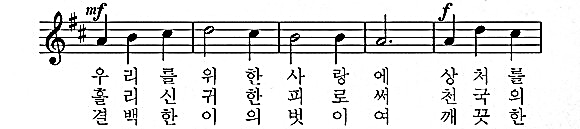 mf f
우리를 위한 사랑에 상처를
흘리신 귀한 피로써 천국의
결백한 이의 벗이여 깨끗한